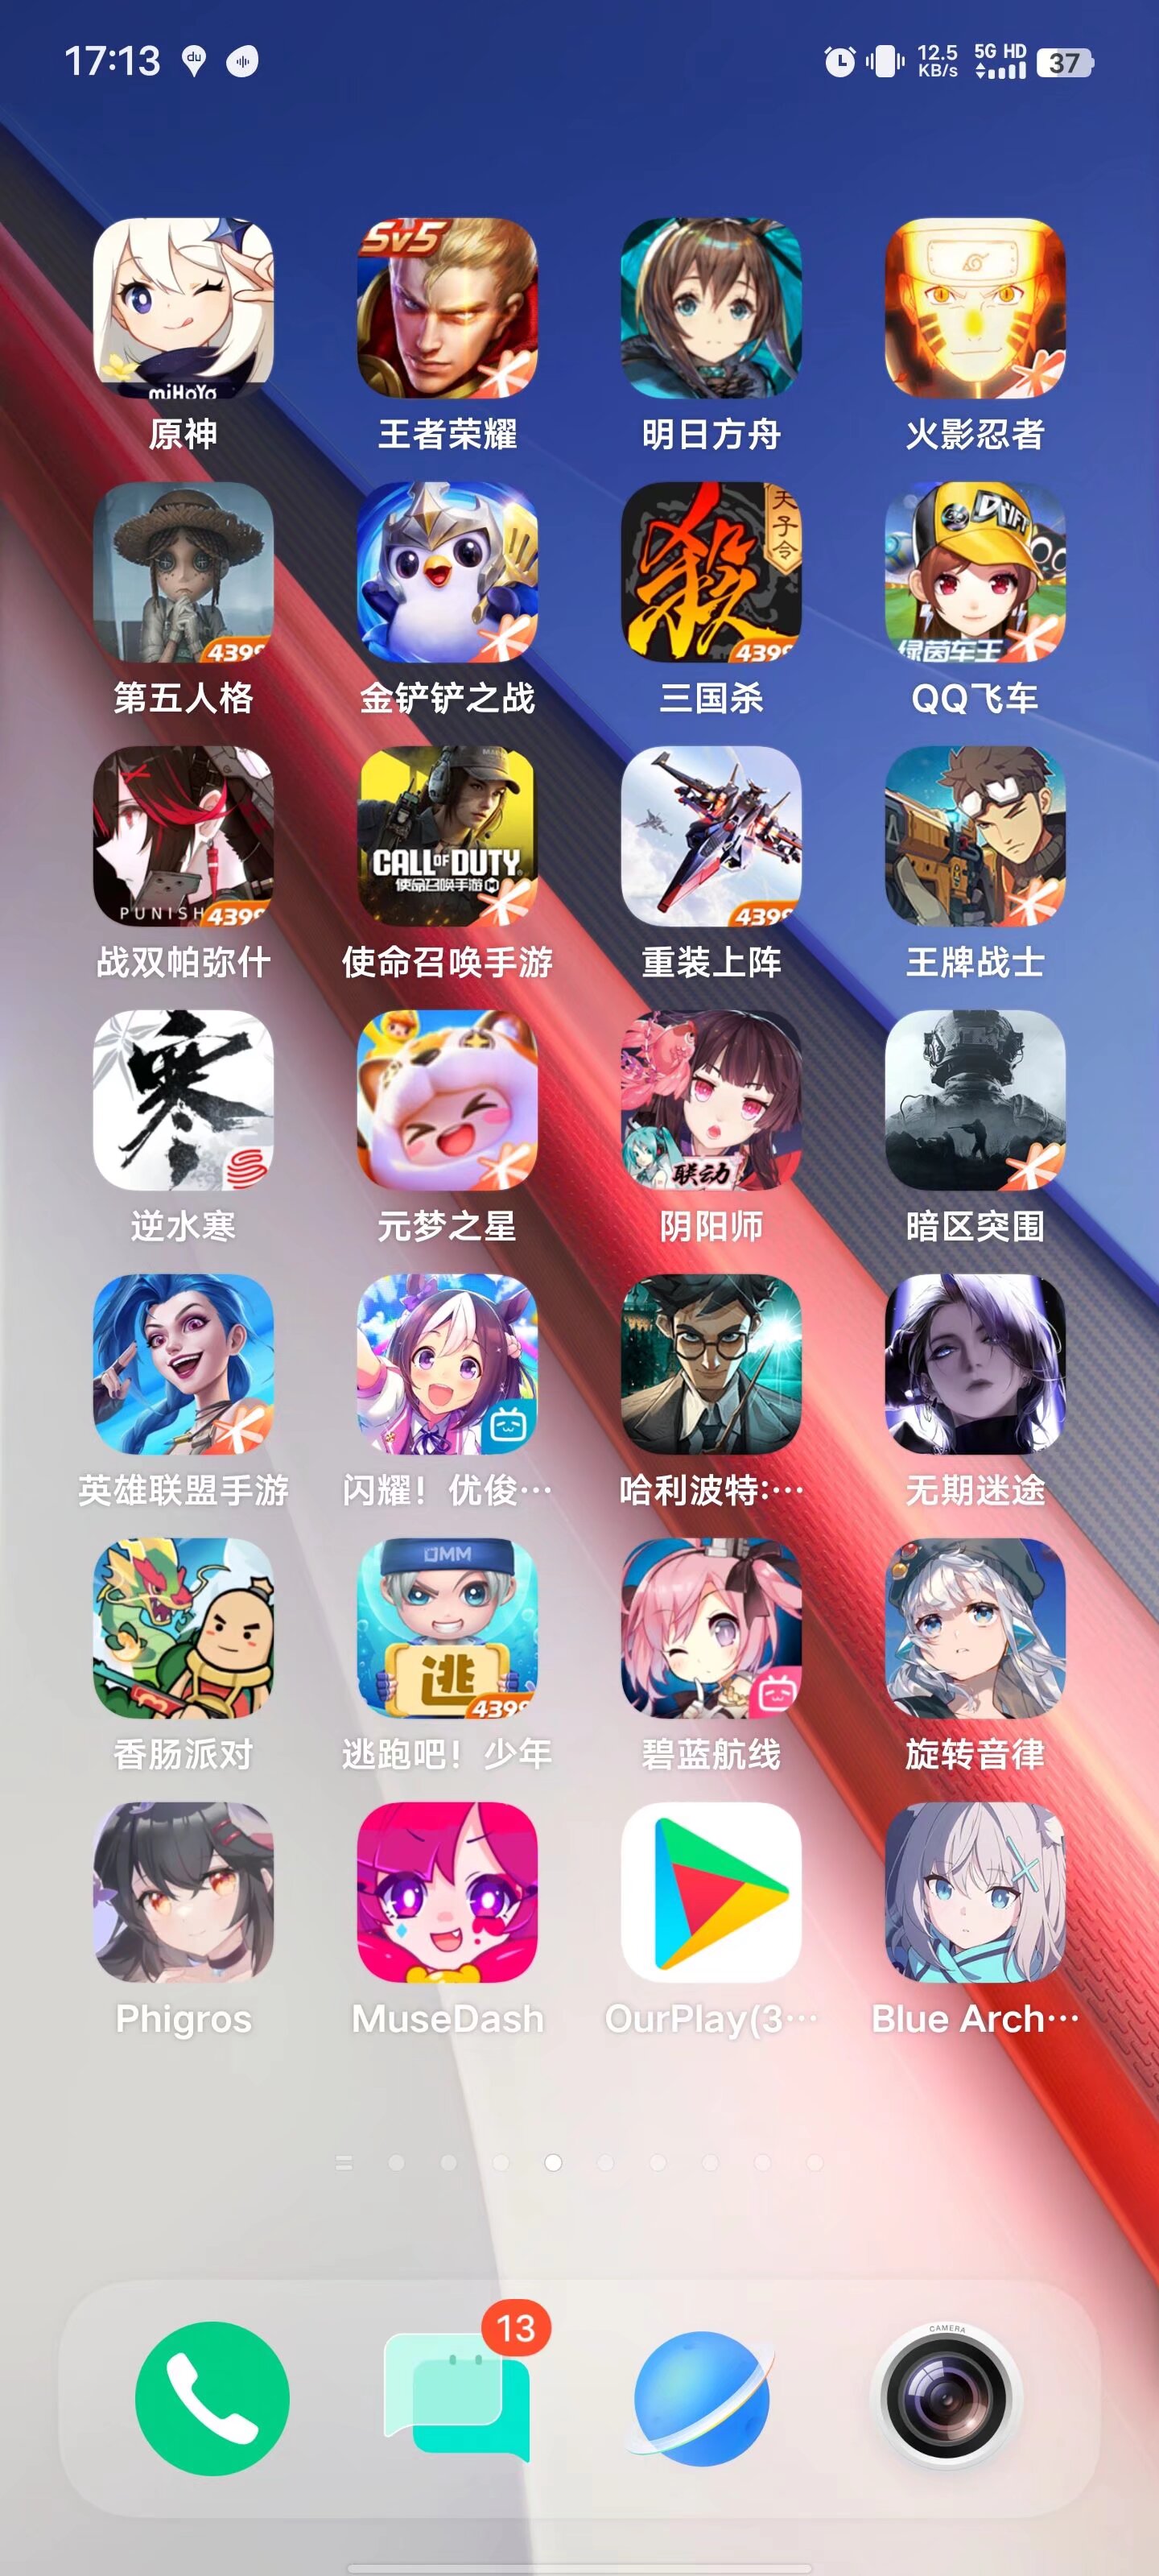 17:13
du
12.5
KB/s
5G HD
37
5v5
miHoYo
原神
王者荣耀
明日方舟
火影忍者
天子令
杀
DRIFT
4399
4399
绿茵车王
第五人格
金铲铲之战
三国杀
QQ飞车
PUNISH
4399
CALL OF DUTY
使命召唤手游
4399
战双帕弥什
使命召唤手游
重装上阵
王牌战士
寒
联动
逆水寒
元梦之星
阴阳师
暗区突围
英雄联盟手游
闪耀！优俊…
哈利波特:…
无期迷途
DMM
逃
4399
香肠派对
逃跑吧！少年
碧蓝航线
旋转音律
Phigros
MuseDash
OurPlay(3…
Blue Arch…
13
CAMERA